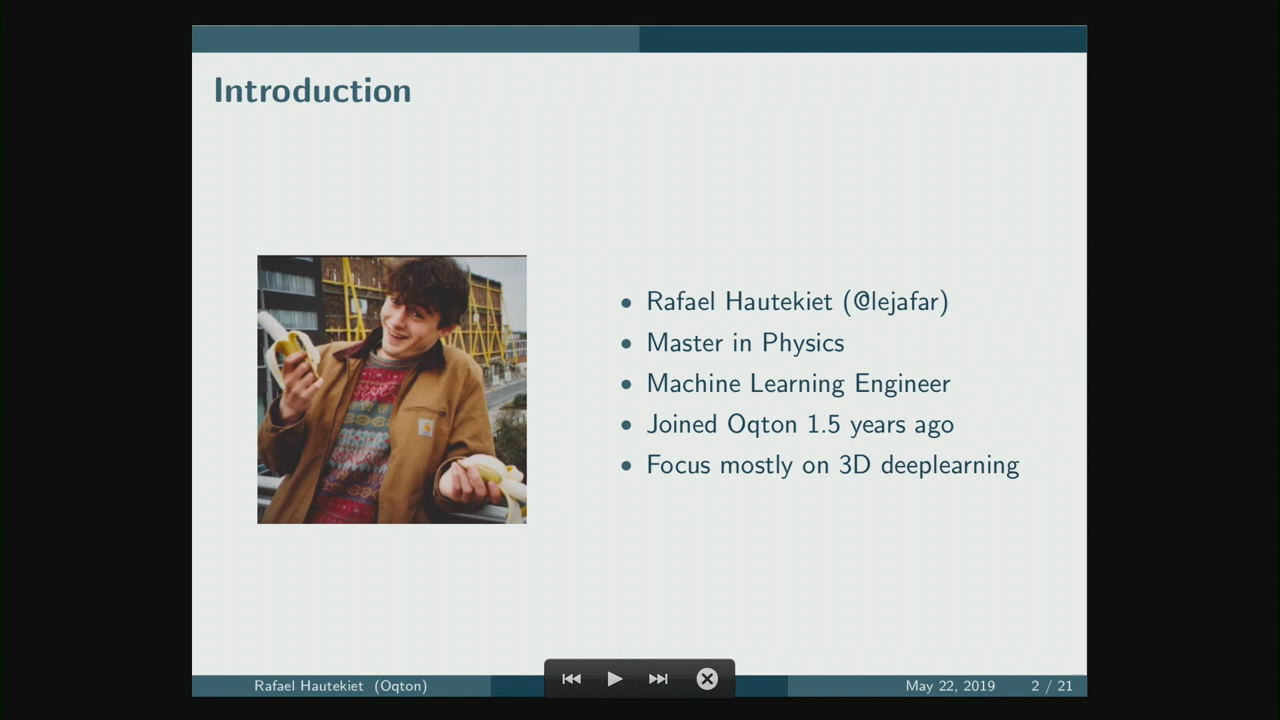 Introduction
Rafael Hautekiet (@lejafar)
Master in Physics
Machine Learning Engineer
Joined Oqton 1.5 years ago
Focus mostly on 3D deeplearning
Rafael Hautekiet (Oqton)
May 22, 2019
2 / 21